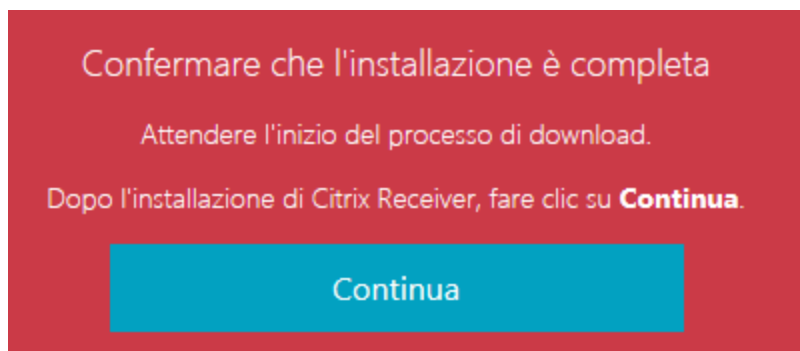 Confermare che l'installazione è completa
Attendere l'inizio del processo di download.
Dopo l'installazione di Citrix Receiver, fare clic su Continua.
Continua